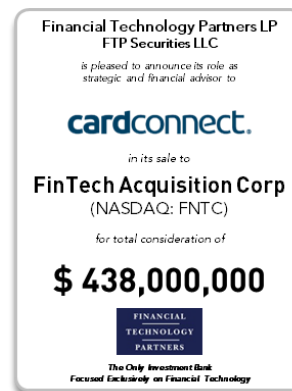 Financial Technology Partners LP
FTP Securities LLC
is pleased to announce its role as
strategic and financial advisor to
cardconnect.
in its sale to
FinTech Acquisition Corp
(NASDAQ: FNTC)
for total consideration of
$ 438,000,000
FINANCIAL
TECHNOLOGY
PARTNERS
The Only Investment Bank
Focused Exclusively on Financial Technology